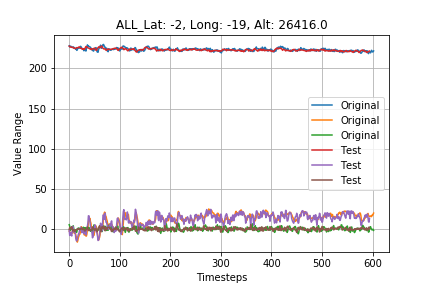 ALL_Lat: -2, Long: -19, Alt: 26416.0
Value Range
200
150
100
50
0
Original
Original
Original
Test
Test
Test
0 100 200 300 400 500 600
Timesteps